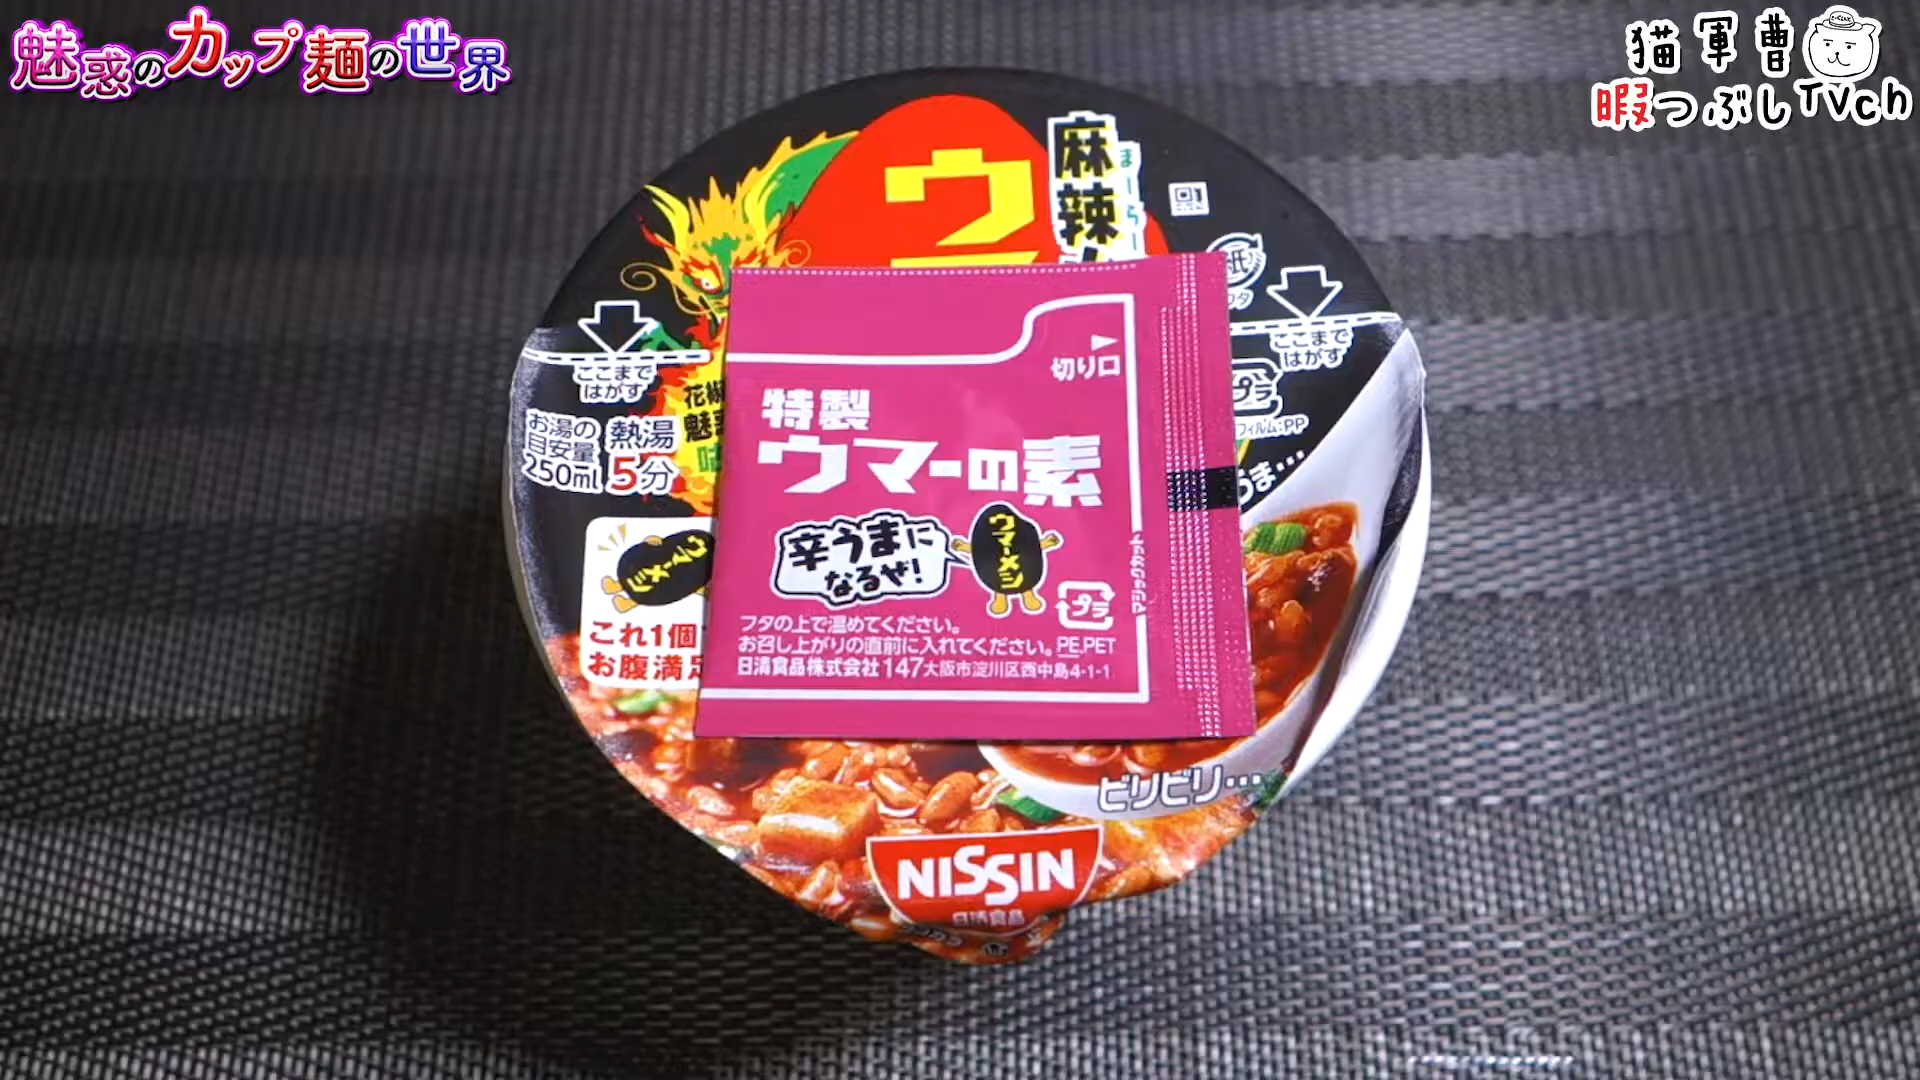 魅惑のカップ麺の世界
猫軍曹
暇つぶしTVch
ウ
麻辣
まーらー
ここまで
はがす
ここまで
はがす
お湯の
目安量
250ml
熱湯
5分
切り口
特製
ウマーの素
辛うまに
なるぜ!
ウマーメシ
マジックカット
プラ
フタの上で温めてください。
お召し上がりの直前に入れてください。PE.PET
日清食品株式会社 147大阪市淀川区西中島4-1-1
ウマーメシ
これ1個
お腹満足
プラ
フィルム:PP
うま…
ビリビリ…
NISSIN
日清食品